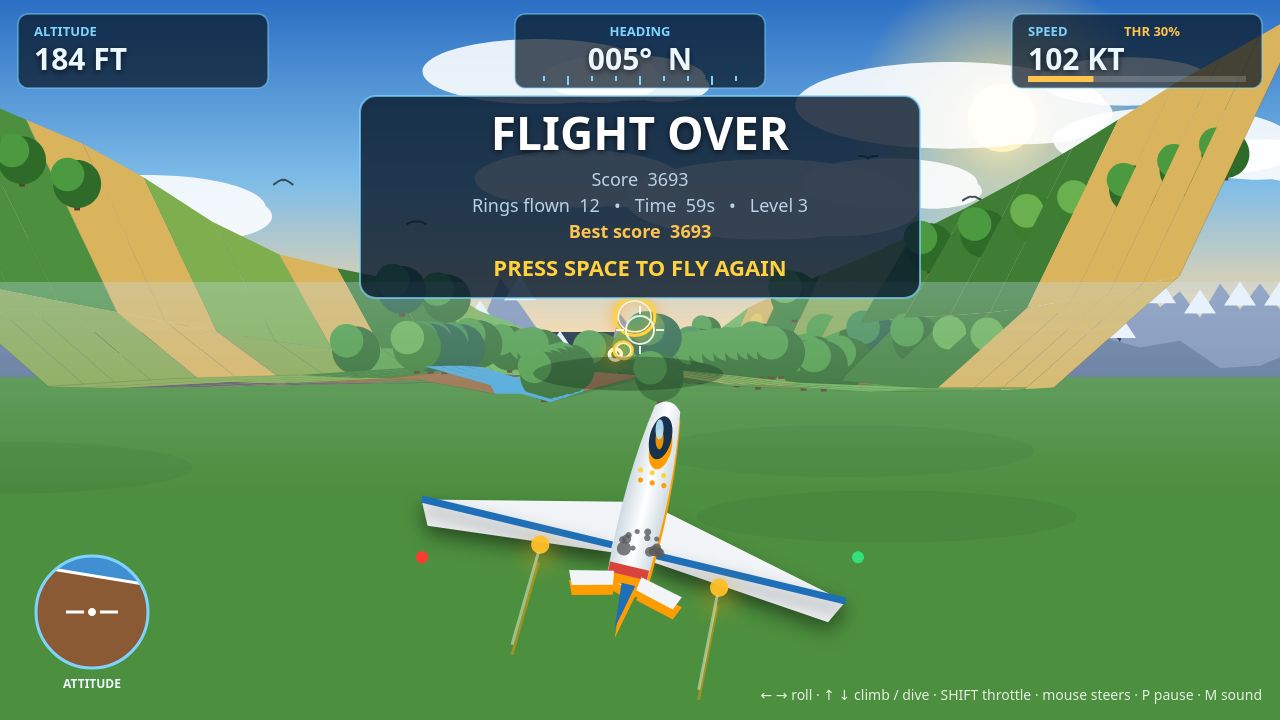 ALTITUDE
184 FT
HEADING
005° N
SPEED THR 30%
102 KT
FLIGHT OVER
Score 3693
Rings flown 12 • Time 59s • Level 3
Best score 3693
PRESS SPACE TO FLY AGAIN
ATTITUDE
← → roll · ↑ ↓ climb / dive · SHIFT throttle · mouse steers · P pause · M sound